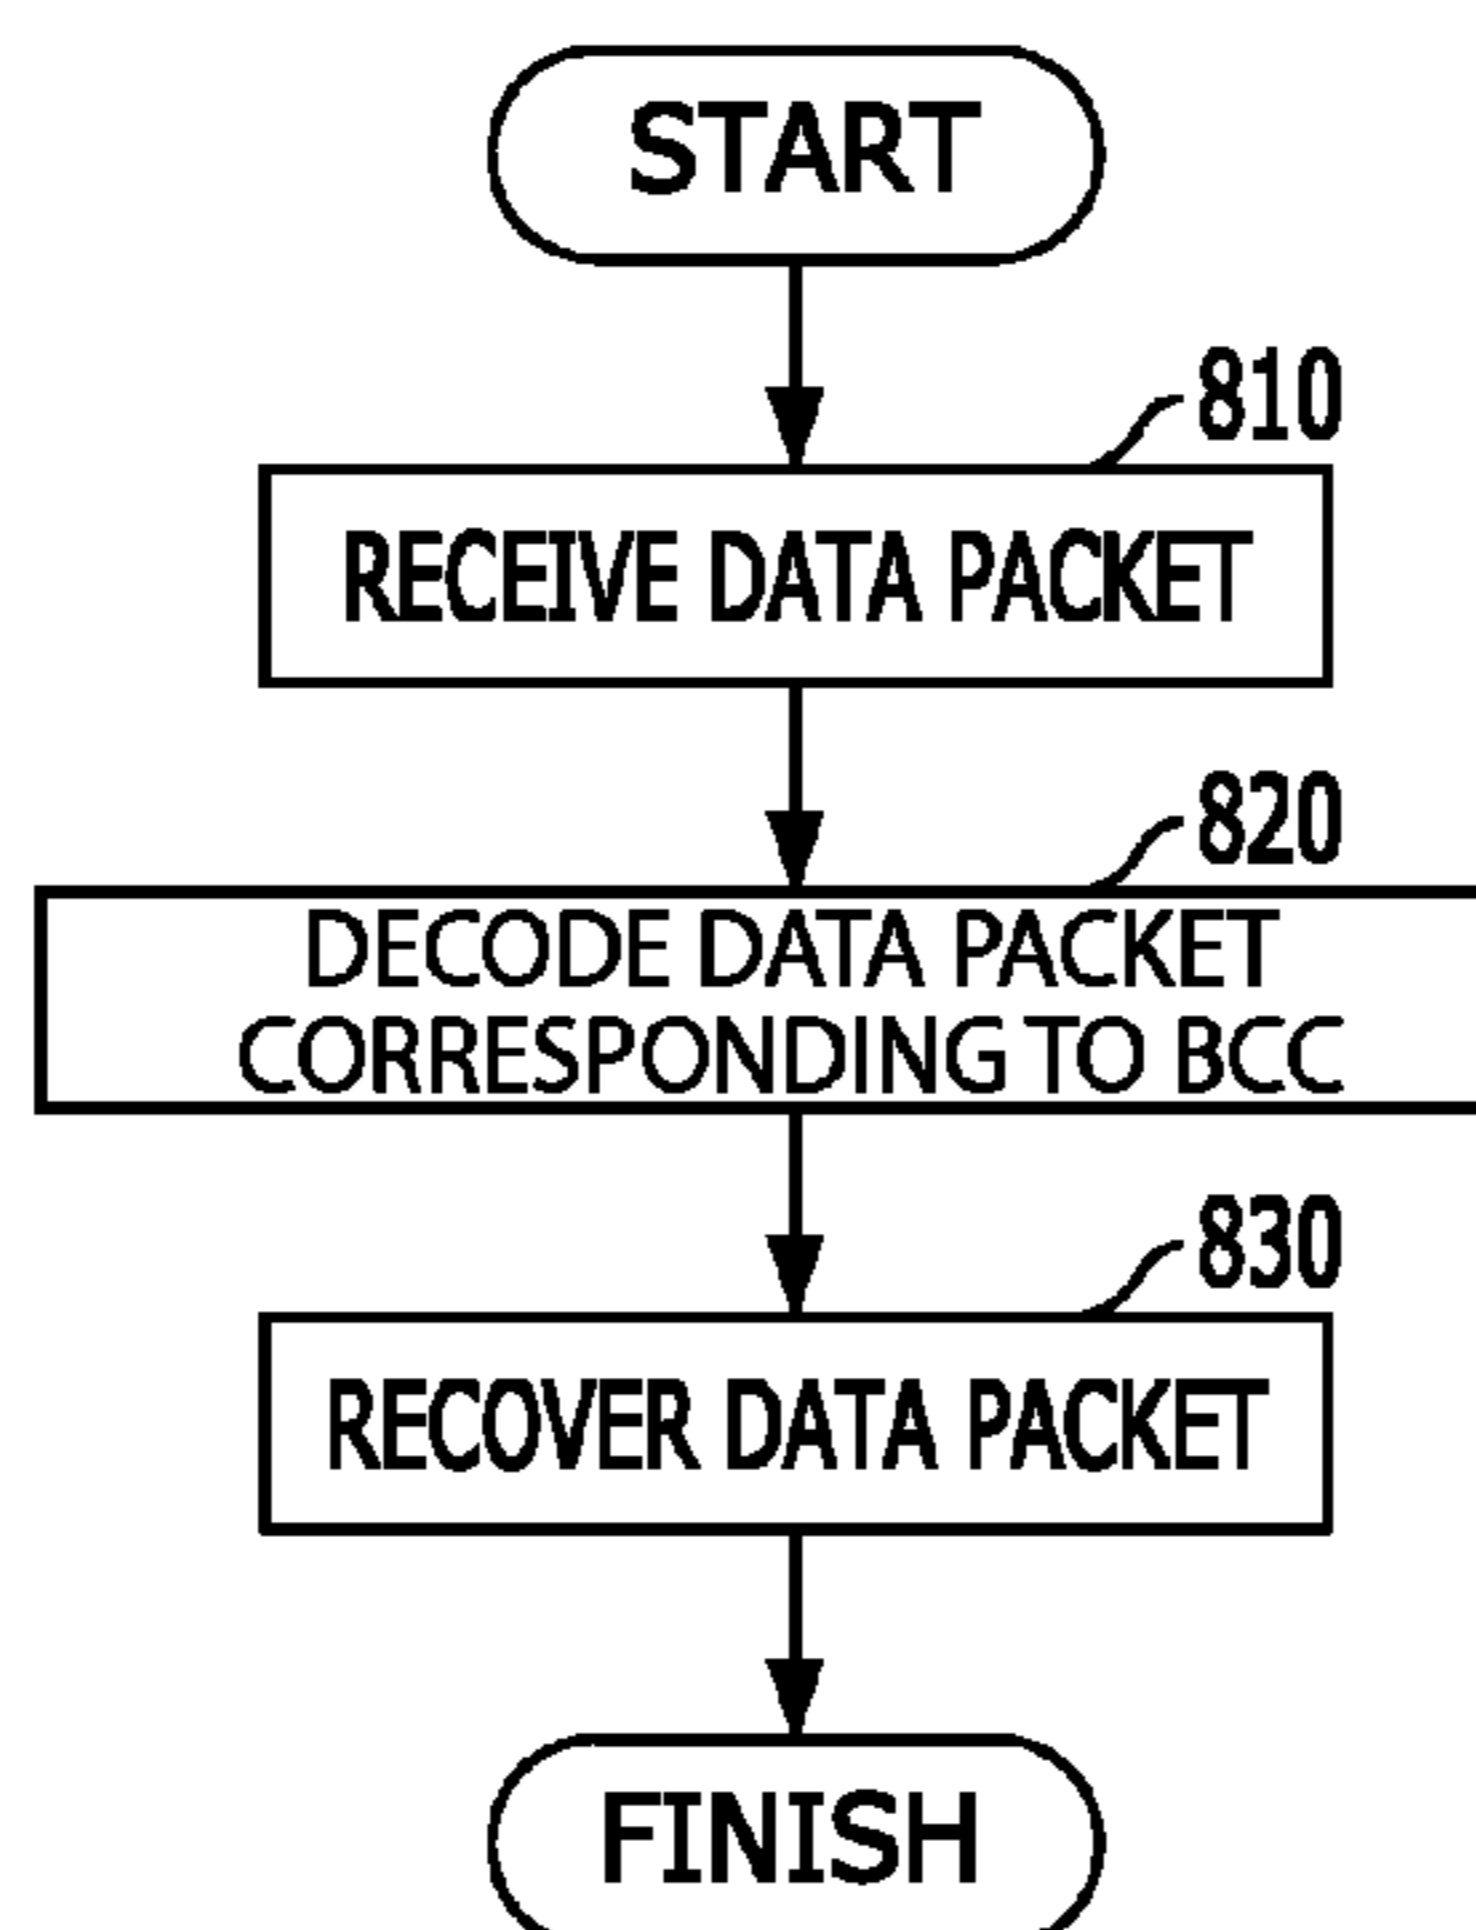 START
810
RECEIVE DATA PACKET
820
DECODE DATA PACKET
CORRESPONDING TO BCC
830
RECOVER DATA PACKET
FINISH